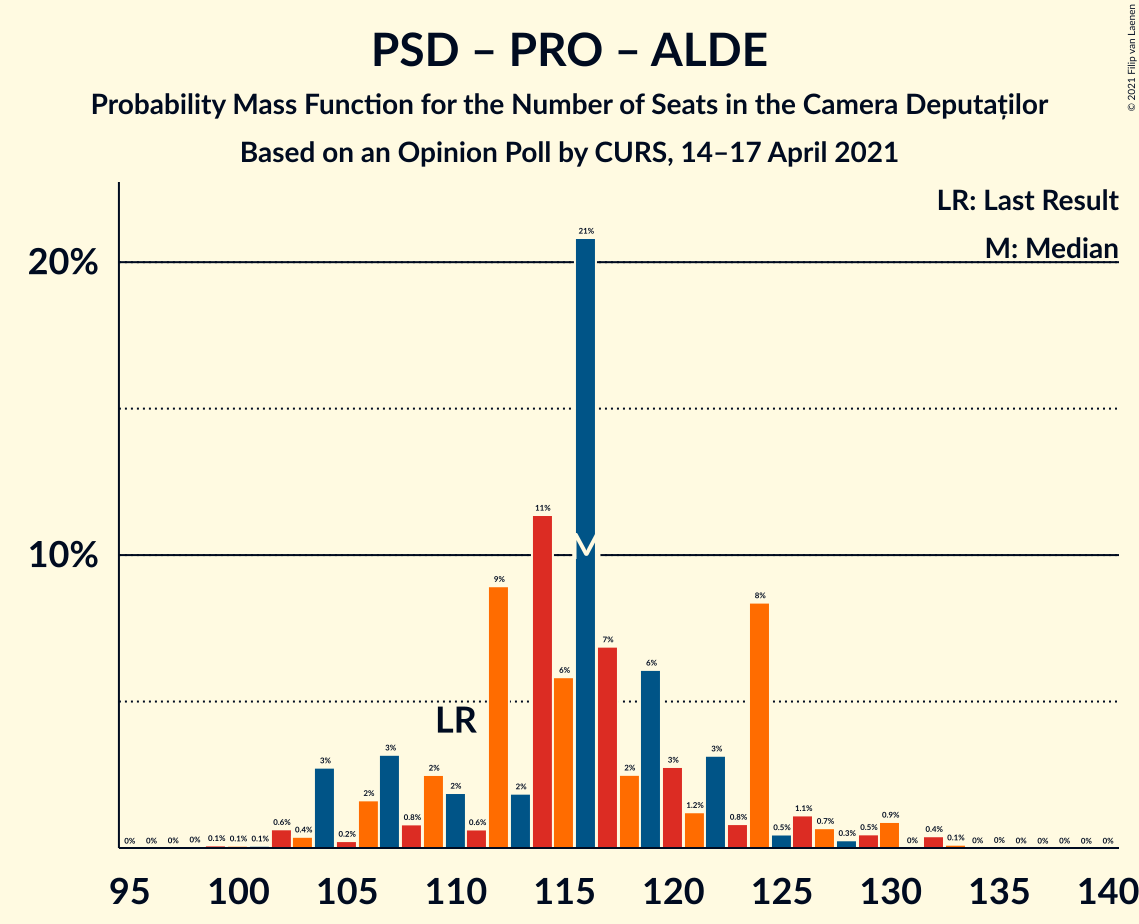 PSD – PRO – ALDE
Probability Mass Function for the Number of Seats in the Camera Deputaților
Based on an Opinion Poll by CURS, 14–17 April 2021
© 2021 Filip van Laenen
LR: Last Result
M: Median
20%
10%
LR
M
0% 0% 0% 0% 0.1% 0.1% 0.1% 0.6% 0.4% 3% 0.2% 2% 3% 0.8% 2% 2% 0.6% 9% 2% 11% 6% 21% 7% 2% 6% 3% 1.2% 3% 0.8% 8% 0.5% 1.1% 0.7% 0.3% 0.5% 0.9% 0% 0.4% 0.1% 0% 0% 0% 0% 0% 0% 0%
95 100 105 110 115 120 125 130 135 140